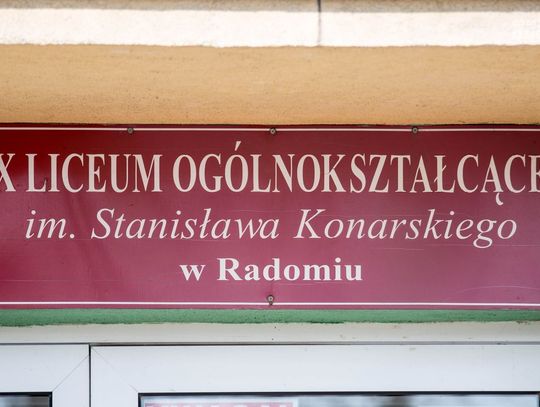 X LICEUM OGÓLNOKSZTAŁCĄCE
im. Stanisława Konarskiego
w Radomiu